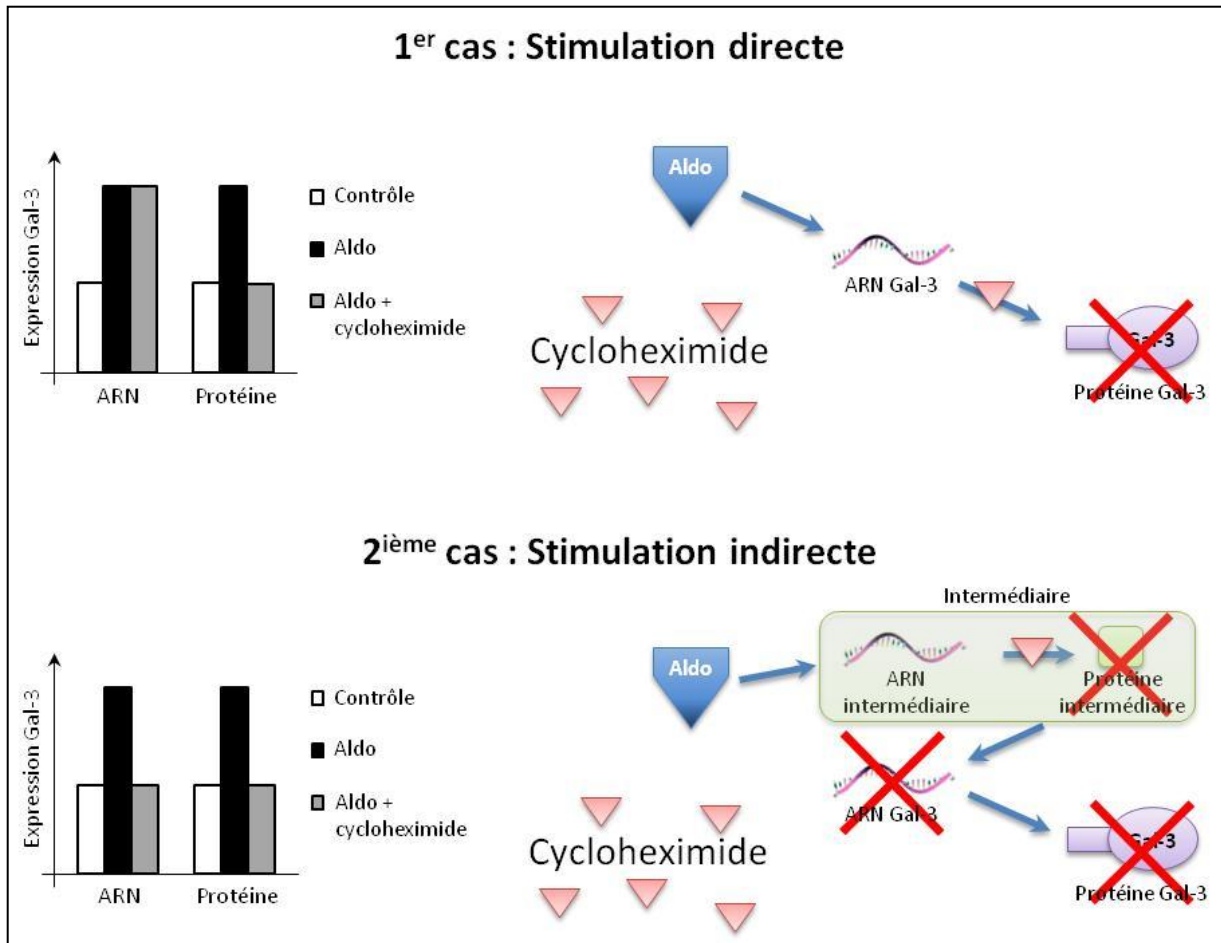 1er cas : Stimulation directe
Expression Gal-3
ARN
Protéine
Contrôle
Aldo
Aldo +
cycloheximide
Aldo
ARN Gal-3
Gal-3
Protéine Gal-3
Cycloheximide
2ième cas : Stimulation indirecte
Expression Gal-3
ARN
Protéine
Contrôle
Aldo
Aldo +
cycloheximide
Intermédiaire
Aldo
ARN
intermédiaire
Protéine
intermédiaire
ARN Gal-3
Gal-3
Protéine Gal-3
Cycloheximide